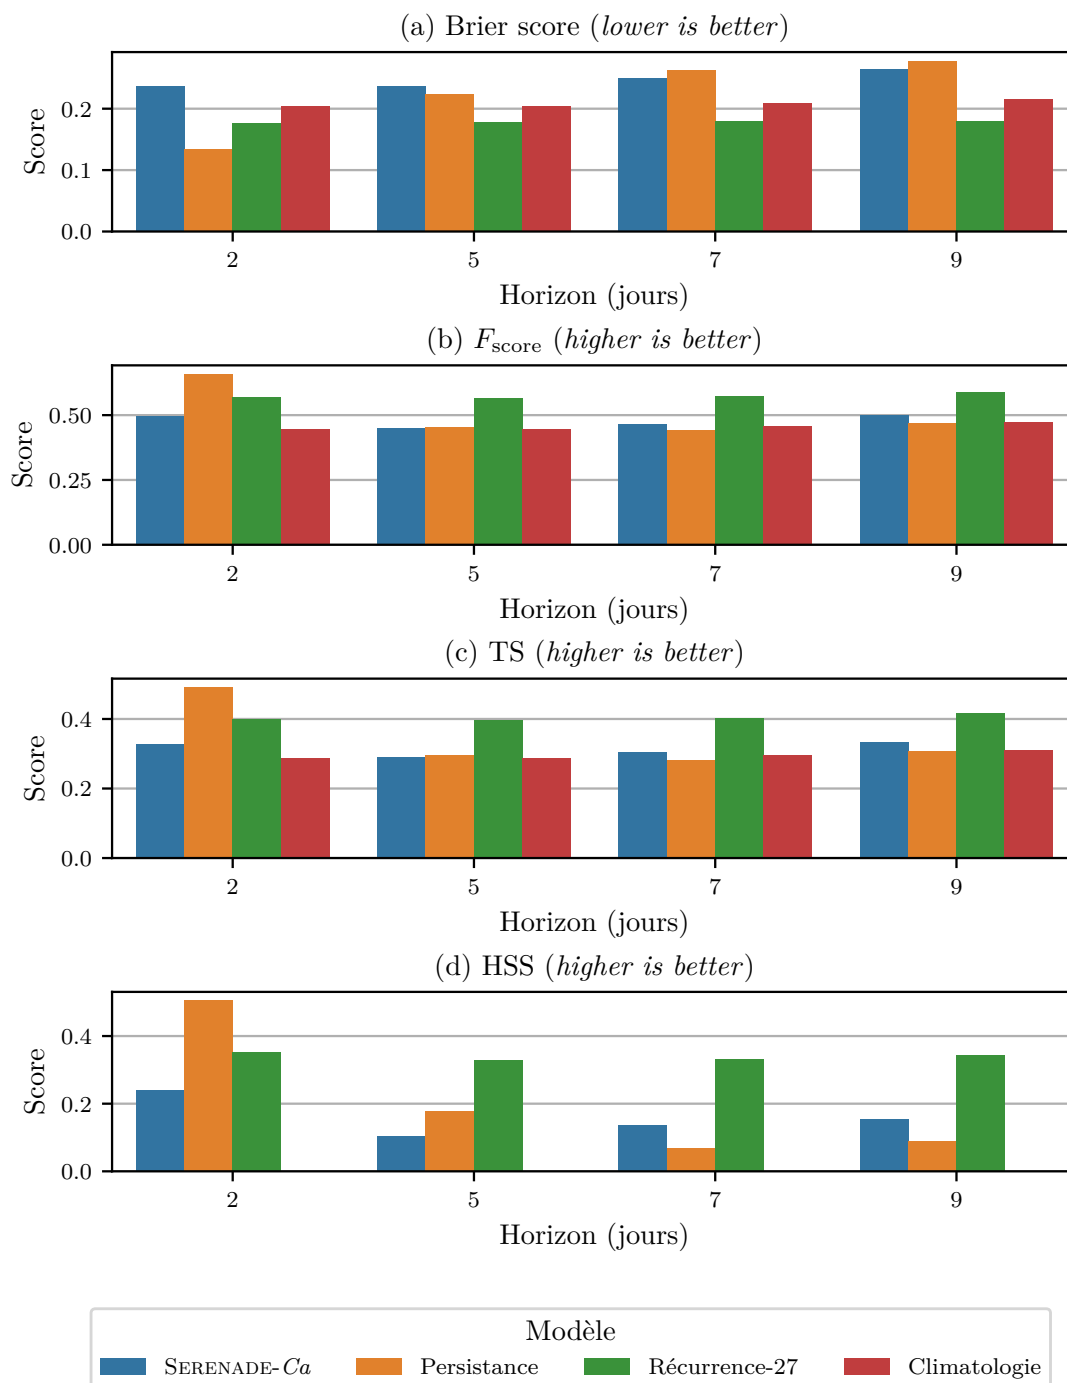 (a) Brier score (lower is better)
0.2
0.1
0.0
Score
2 5 7 9
Horizon (jours)
(b) Fscore (higher is better)
0.50
0.25
0.00
Score
2 5 7 9
Horizon (jours)
(c) TS (higher is better)
0.4
0.2
0.0
Score
2 5 7 9
Horizon (jours)
(d) HSS (higher is better)
0.4
0.2
0.0
Score
2 5 7 9
Horizon (jours)
Modèle
SERENADE-Ca Persistance Récurrence-27 Climatologie